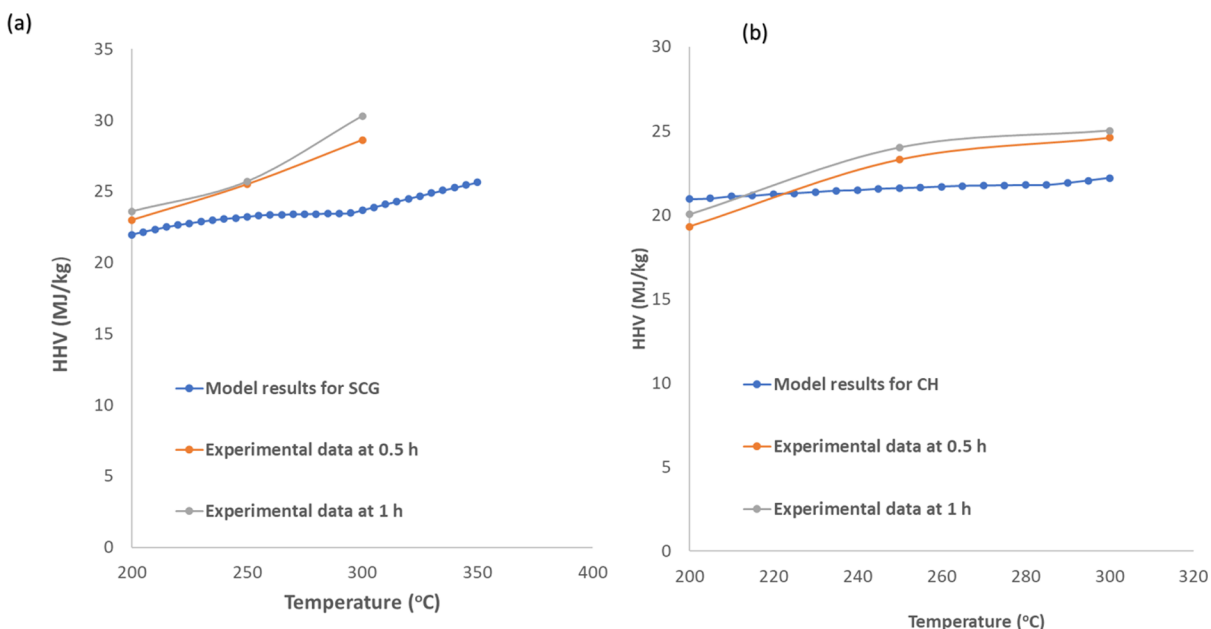 (a)
35
30
25
20
15
10
5
0
HHV (MJ/kg)
Model results for SCG
Experimental data at 0.5 h
Experimental data at 1 h
200 250 300 350 400
Temperature (°C)
(b)
30
25
20
15
10
5
0
HHV (MJ/kg)
Model results for CH
Experimental data at 0.5 h
Experimental data at 1 h
200 220 240 260 280 300 320
Temperature (°C)